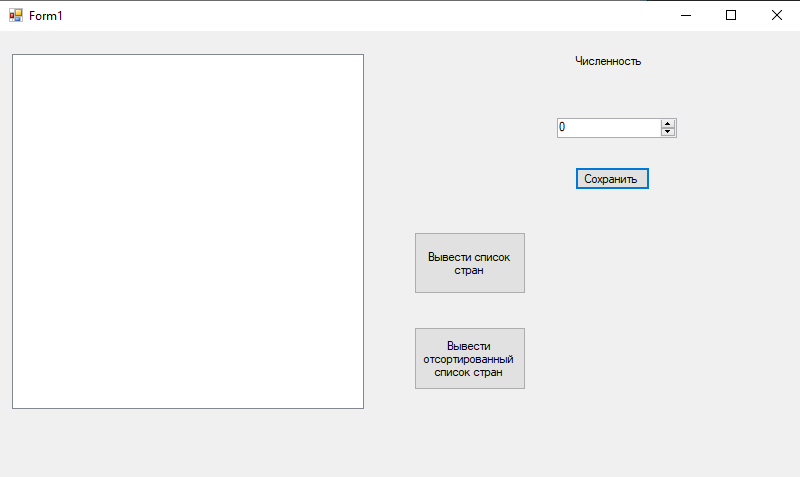 Form1
Численность
0
Сохранить
Вывести список
стран
Вывести
отсортированный
список стран